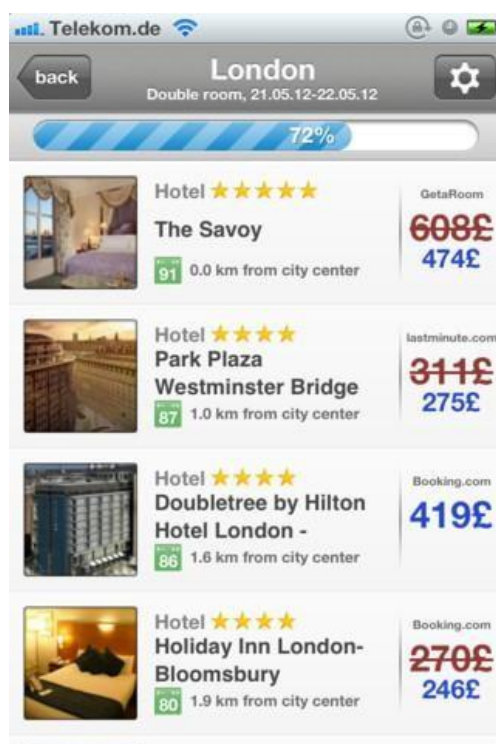 Telekom.de
back
London
Double room, 21.05.12-22.05.12
72%
Hotel
GetaRoom
The Savoy
608£
474£
91
0.0 km from city center
Hotel
lastminute.com
Park Plaza
Westminster Bridge
311£
275£
87
1.0 km from city center
Hotel
Booking.com
Doubletree by Hilton
Hotel London -
419£
86
1.6 km from city center
Hotel
Booking.com
Holiday Inn London-
Bloomsbury
270£
246£
80
1.9 km from city center